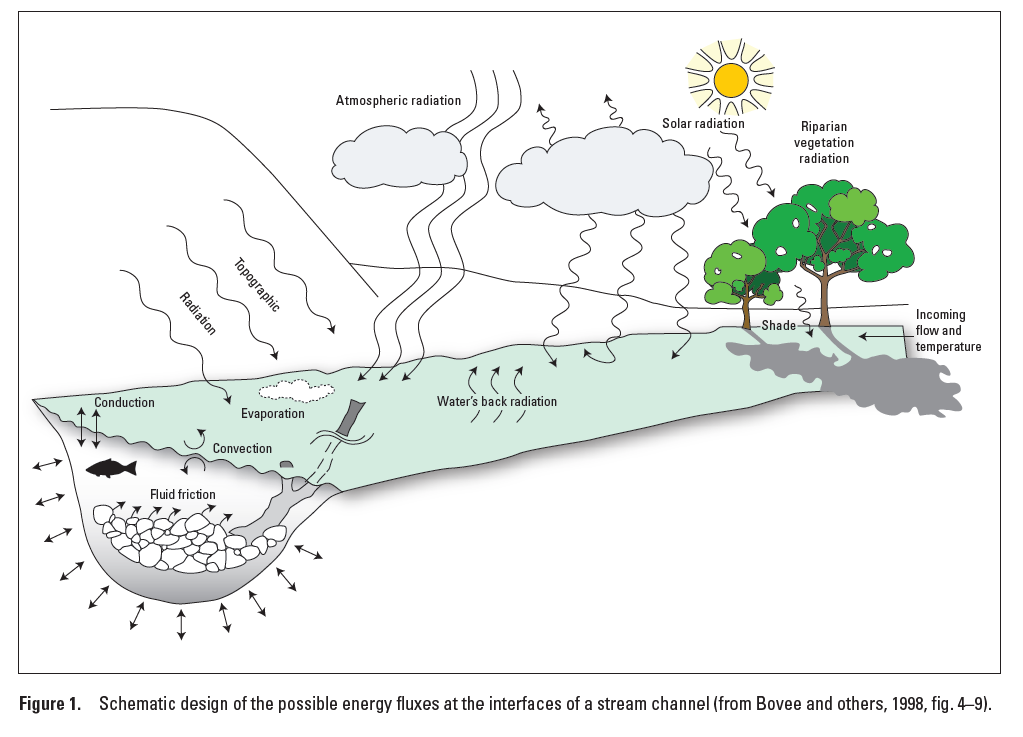 Atmospheric radiation
Solar radiation
Riparian
vegetation
radiation
Topographic
Radiation
Incoming
flow and
temperature
Shade
Conduction
Evaporation
Water's back radiation
Convection
Fluid friction
Figure 1. Schematic design of the possible energy fluxes at the interfaces of a stream channel (from Bovee and others, 1998, fig. 4–9).